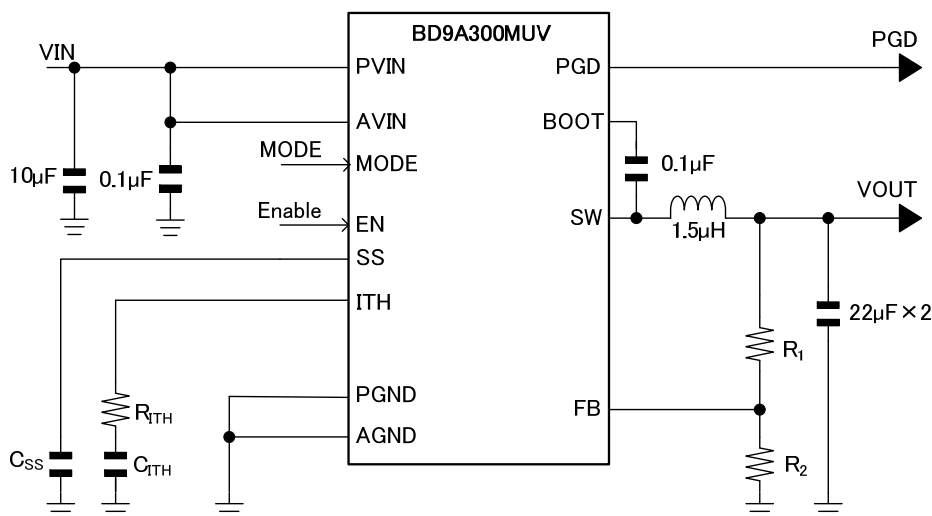 BD9A300MUV
VIN
PVIN
PGD
PGD
AVIN
BOOT
MODE
MODE
10µF
0.1µF
0.1µF
VOUT
Enable
EN
SW
1.5µH
SS
ITH
22µF×2
R1
PGND
FB
RITH
AGND
CSS
CITH
R2